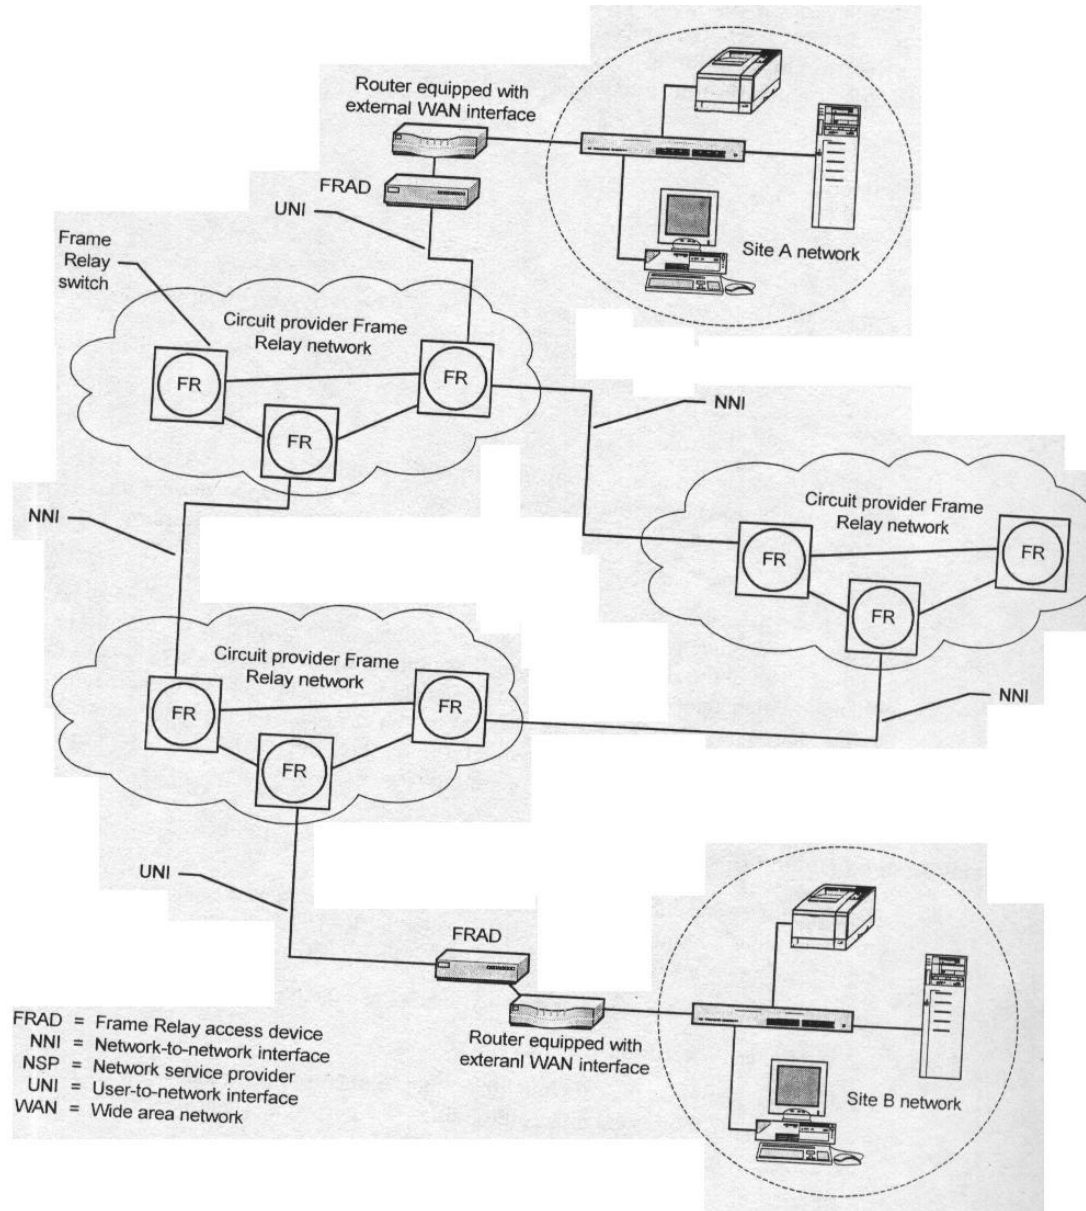 Router equipped with
external WAN interface
FRAD
UNI
Site A network
Frame
Relay
switch
Circuit provider Frame
Relay network
FR
FR
FR
NNI
NNI
Circuit provider Frame
Relay network
FR
FR
FR
Circuit provider Frame
Relay network
FR
FR
FR
NNI
UNI
FRAD
Router equipped with
exteranl WAN interface
Site B network
FRAD = Frame Relay access device
NNI = Network-to-network interface
NSP = Network service provider
UNI = User-to-network interface
WAN = Wide area network